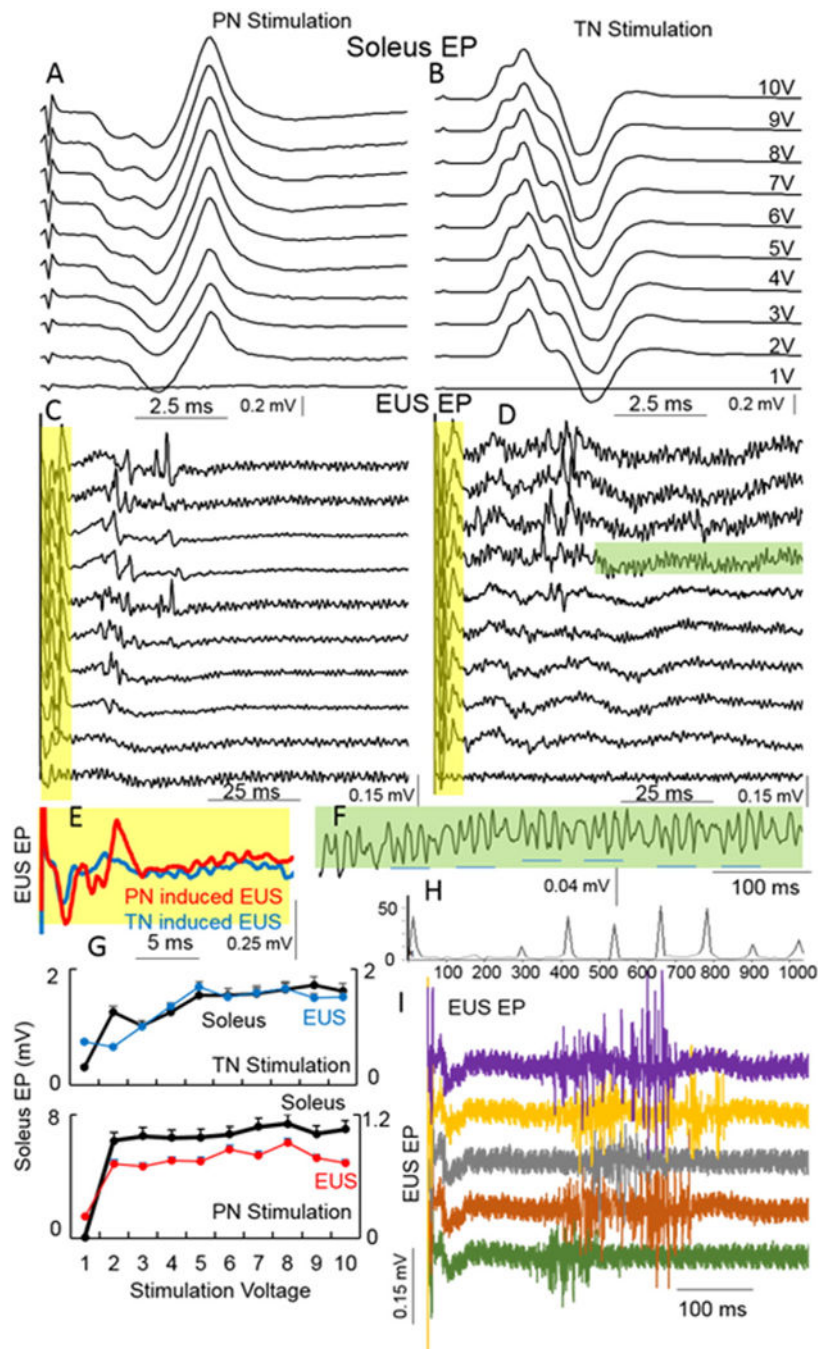 PN Stimulation
TN Stimulation
Soleus EP
A
B
10V
9V
8V
7V
6V
5V
4V
3V
2V
1V
2.5 ms
0.2 mV
2.5 ms
0.2 mV
EUS EP
C
D
25 ms
0.15 mV
25 ms
0.15 mV
E
F
EUS EP
PN induced EUS
TN induced EUS
5 ms
0.25 mV
0.04 mV
100 ms
G
H
50
0
100 200 300 400 500 600 700 800 900 1000
2
2
Soleus
EUS
TN Stimulation
0
0
Soleus EP (mV)
8
Soleus
1.2
EUS
PN Stimulation
0
0
1 2 3 4 5 6 7 8 9 10
Stimulation Voltage
I
EUS EP
EUS EP
0.15 mV
100 ms